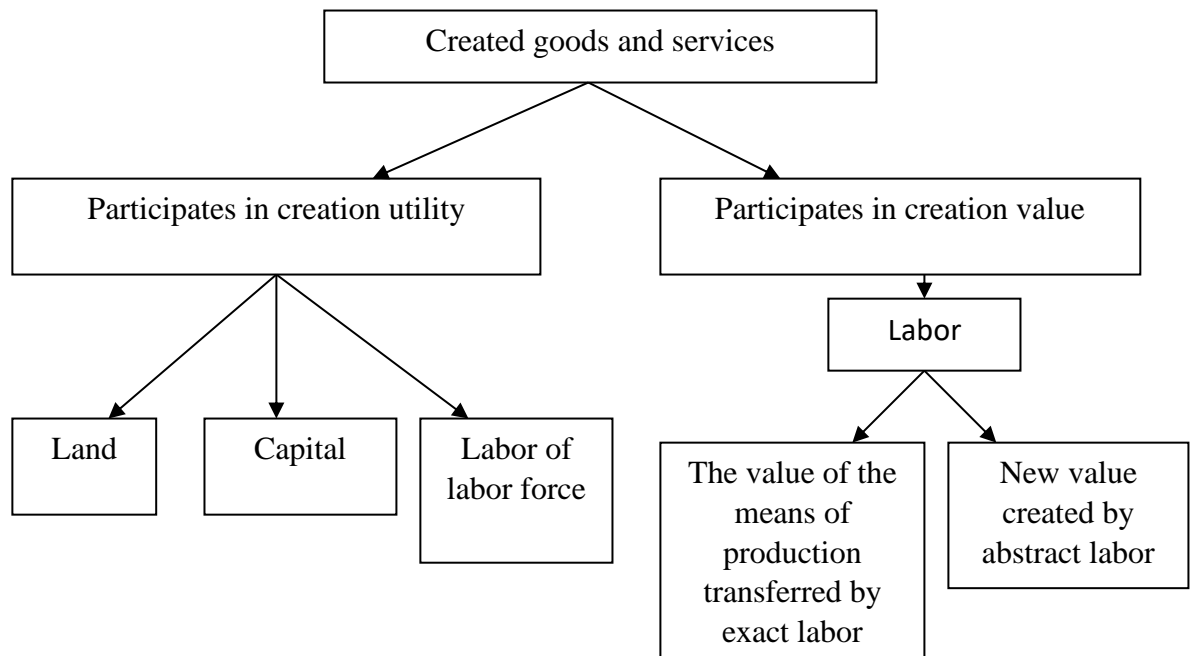 Created goods and services
Participates in creation utility
Participates in creation value
Labor
Land
Capital
Labor of
labor force
The value of the
means of
production
transferred by
exact labor
New value
created by
abstract labor